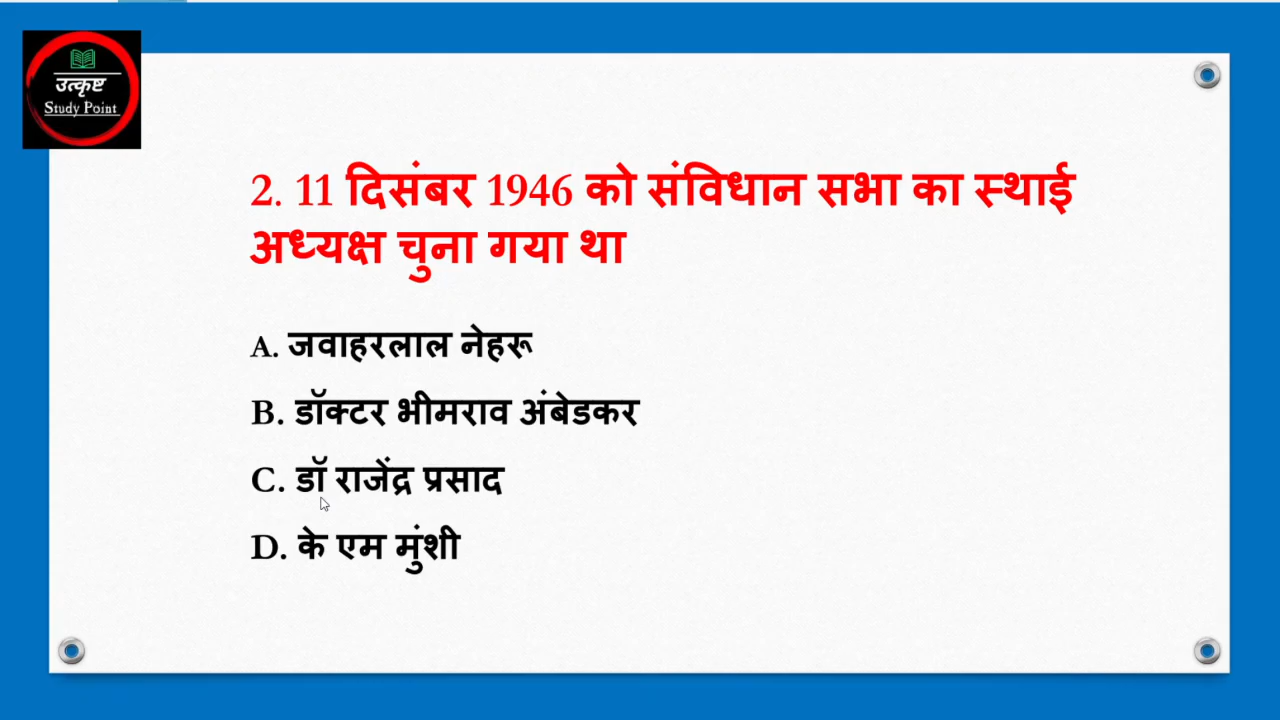 उत्कृष्ट
Study Point
2. 11 दिसंबर 1946 को संविधान सभा का स्थाई
अध्यक्ष चुना गया था
A. जवाहरलाल नेहरू
B. डॉक्टर भीमराव अंबेडकर
C. डॉ राजेंद्र प्रसाद
D. के एम मुंशी